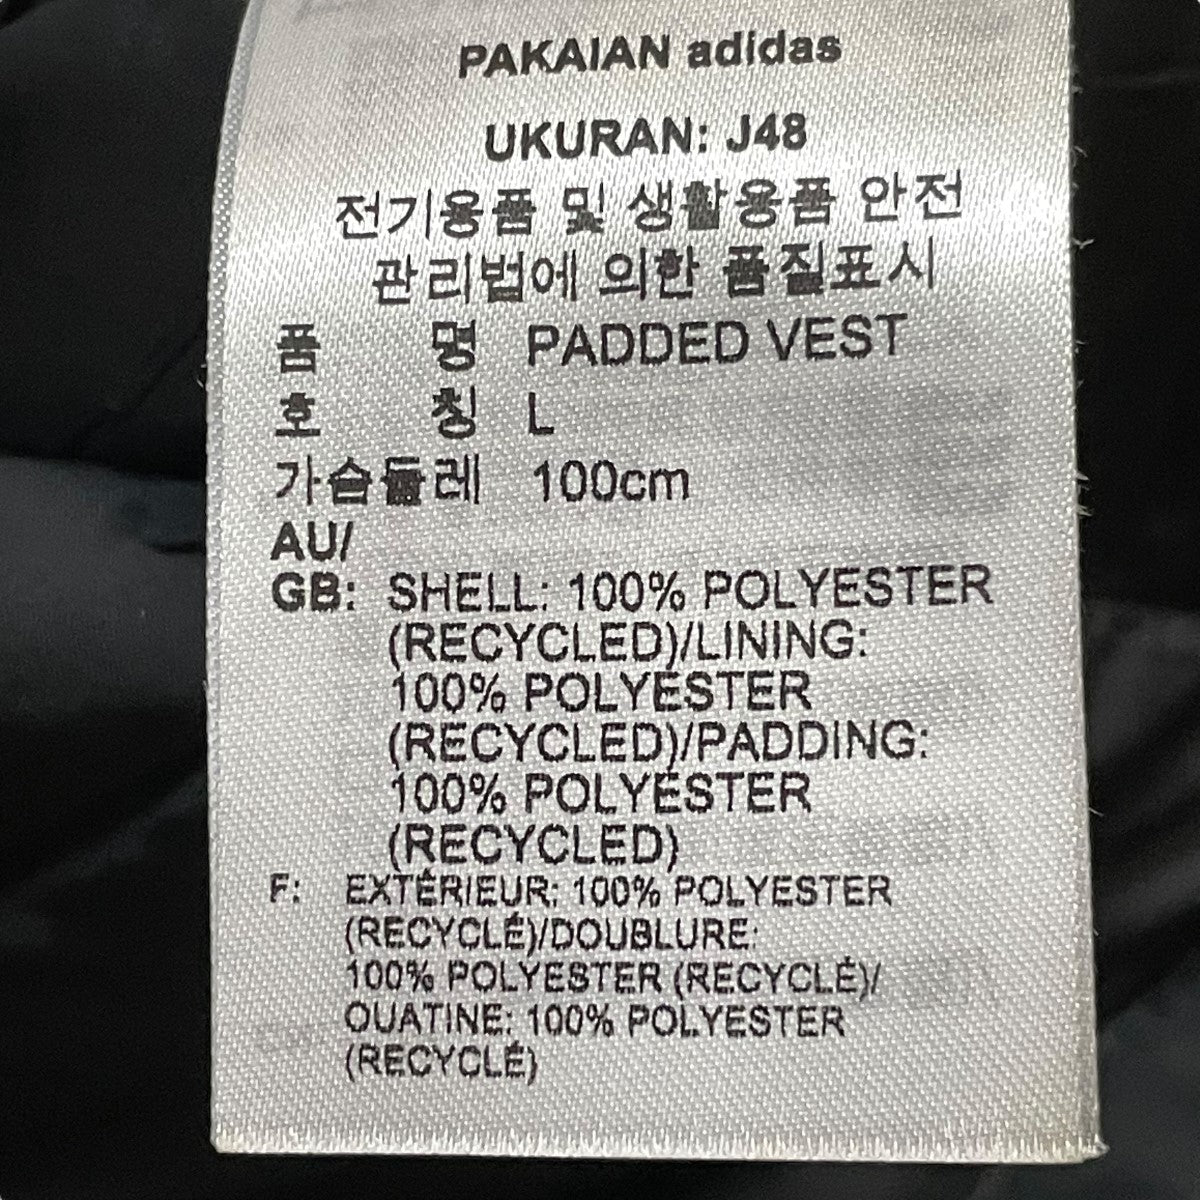 PAKAIAN adidas
UKURAN: J48
전기용품 및 생활용품 안전
관리법에 의한 품질표시
품 명 PADDED VEST
호 칭 L
가슴둘레 100cm
AU/
GB: SHELL: 100% POLYESTER
(RECYCLED)/LINING:
100% POLYESTER
(RECYCLED)/PADDING:
100% POLYESTER
(RECYCLED)
F: EXTÉRIEUR: 100% POLYESTER
(RECYCLÉ)/DOUBLURE:
100% POLYESTER (RECYCLÉ)/
OUATINE: 100% POLYESTER
(RECYCLÉ)